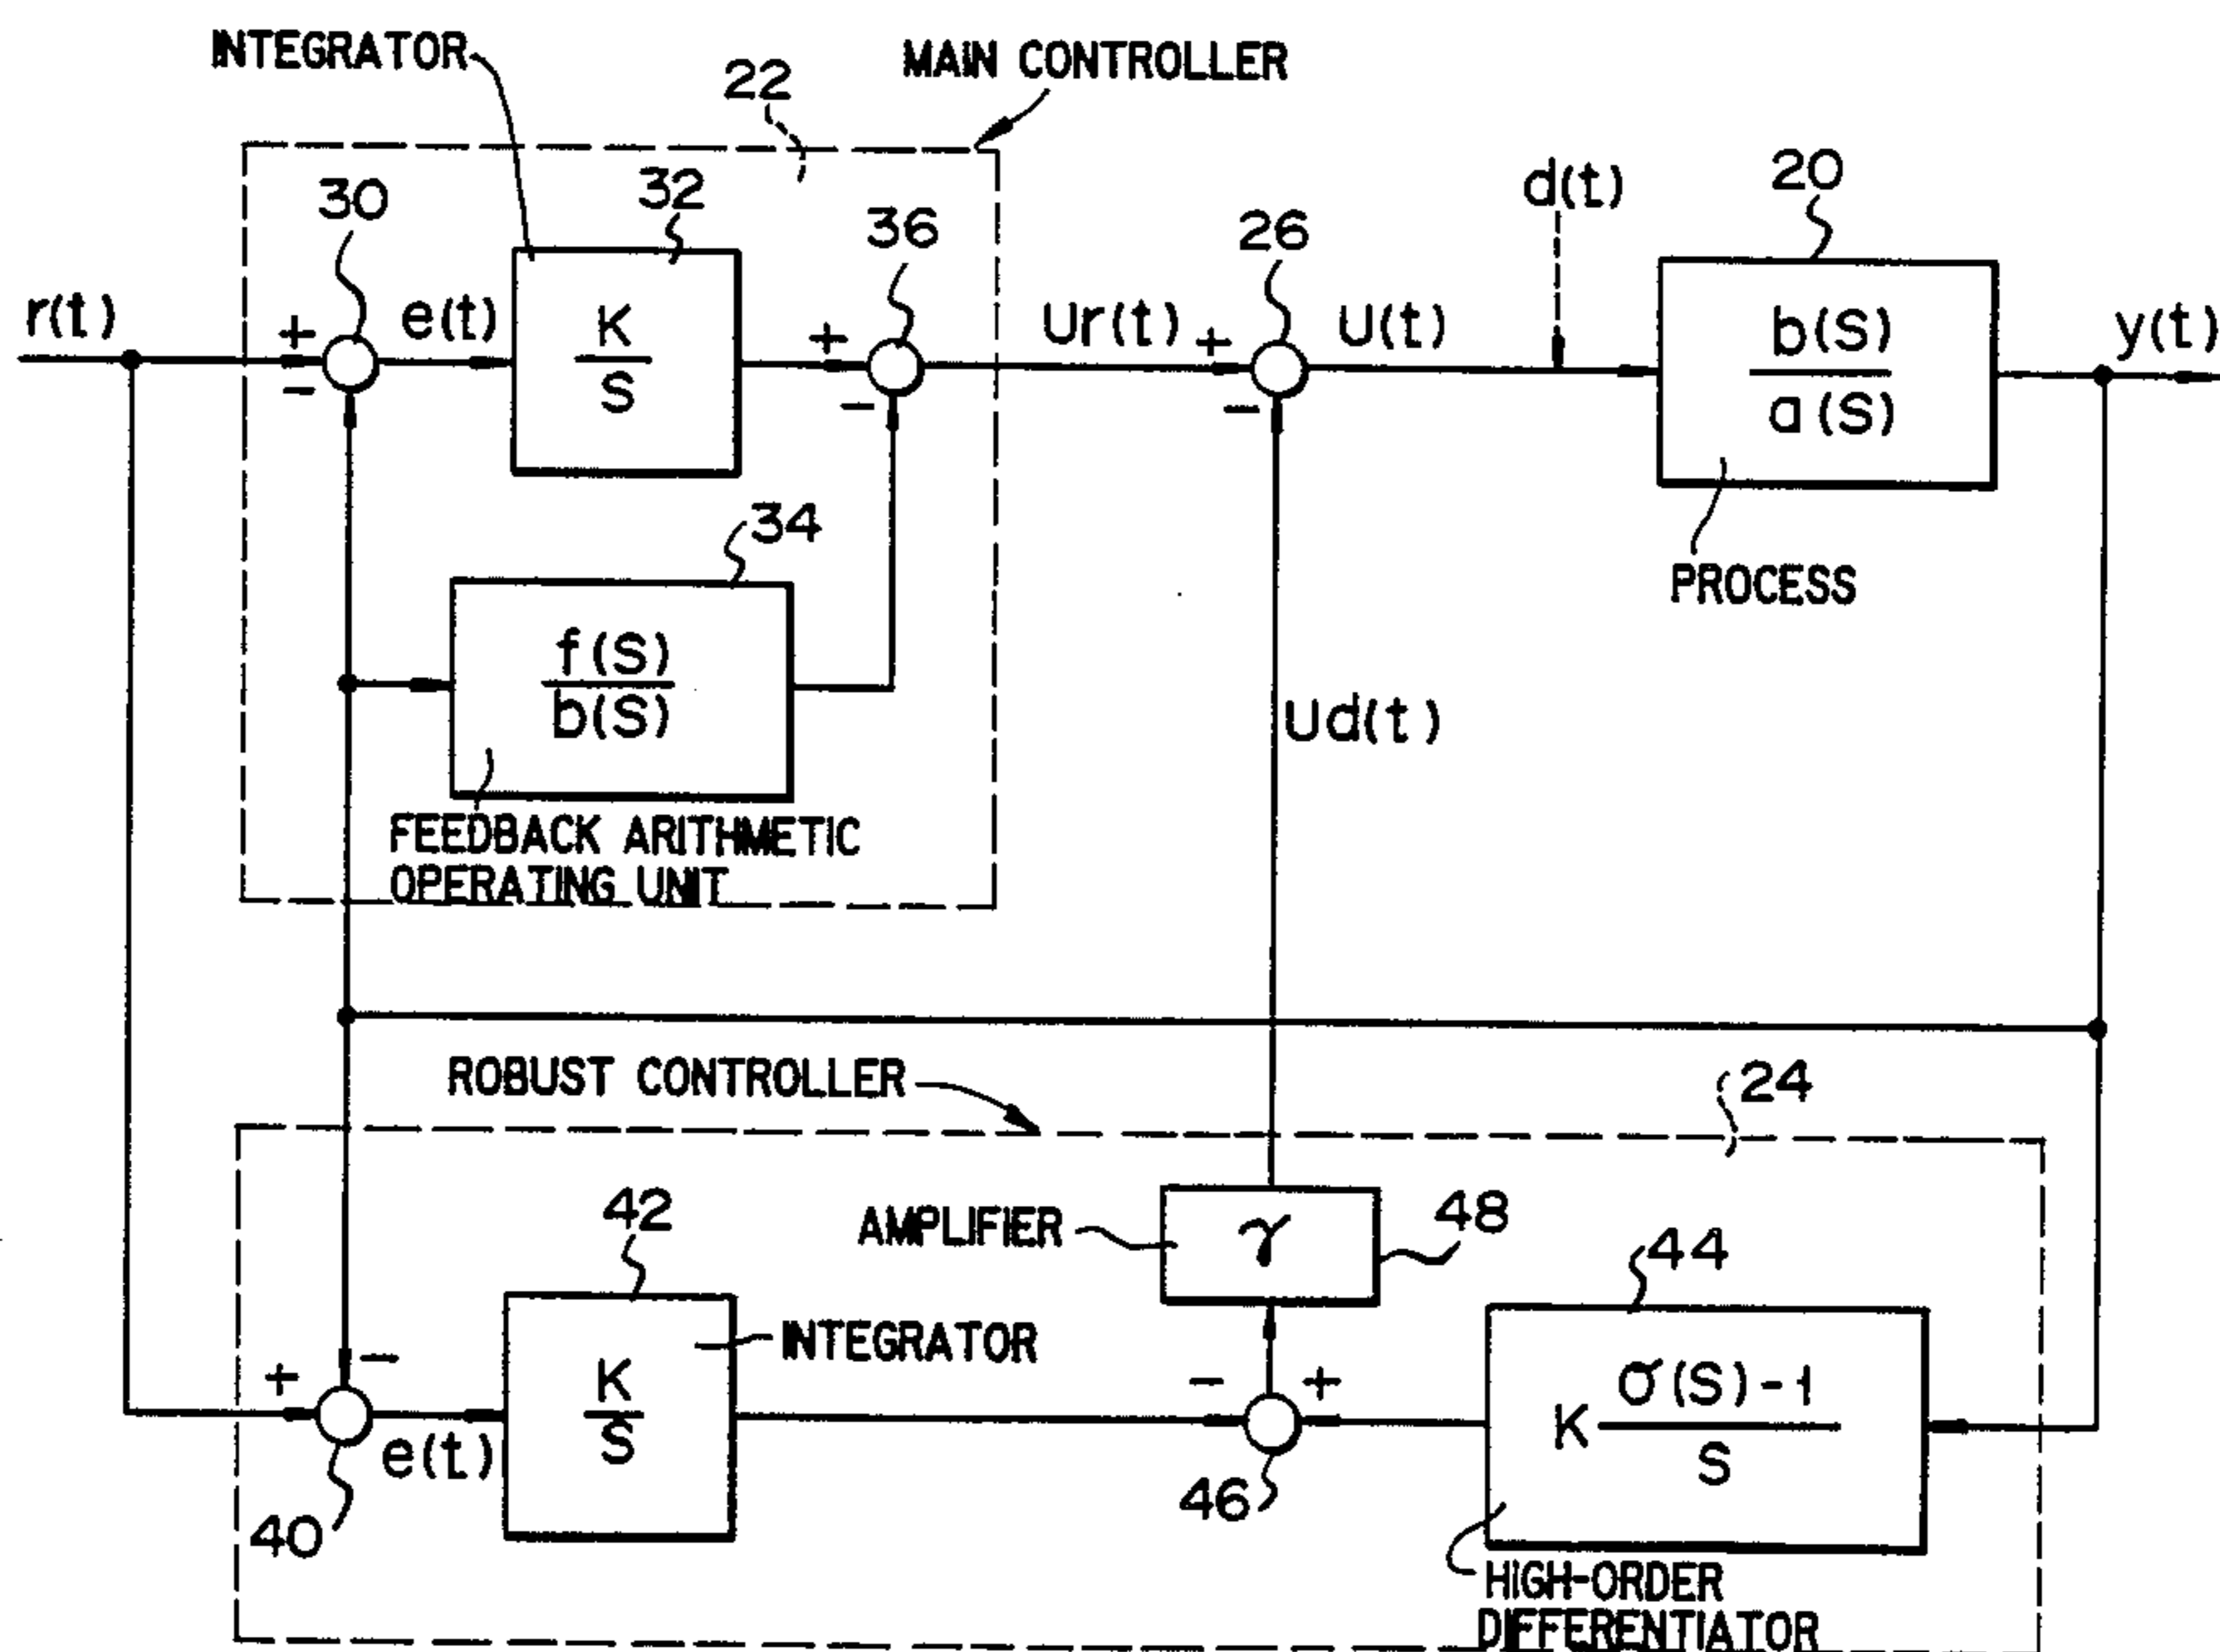 INTEGRATOR
MAIN CONTROLLER
22
d(t)
20
30
32
36
26
r(t)
+
-
e(t)
K
S
+
-
Ur(t)
+
-
U(t)
b(S)
a(S)
y(t)
PROCESS
34
f(S)
b(S)
Ud(t)
FEEDBACK ARITHMETIC
OPERATING UNIT
ROBUST CONTROLLER
24
42
AMPLIFIER
γ
48
44
INTEGRATOR
+
-
K
S
e(t)
40
-
+
46
K σ(S)-1
S
HIGH-ORDER
DIFFERENTIATOR